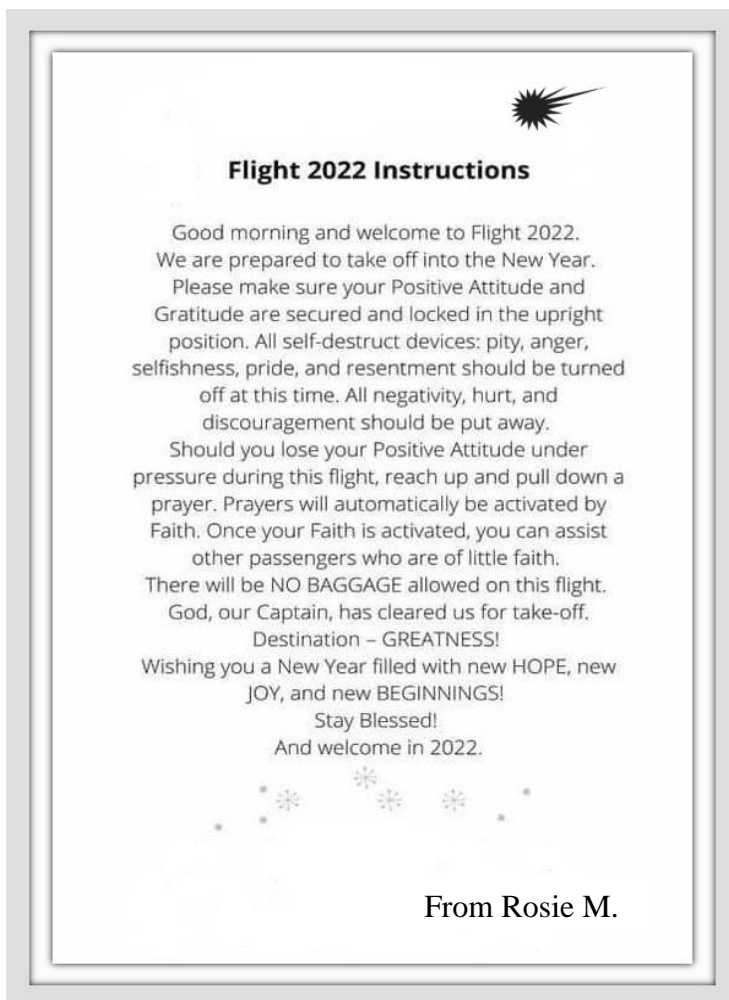 Flight 2022 Instructions
Good morning and welcome to Flight 2022.
We are prepared to take off into the New Year.
Please make sure your Positive Attitude and
Gratitude are secured and locked in the upright
position. All self-destruct devices: pity, anger,
selfishness, pride, and resentment should be turned
off at this time. All negativity, hurt, and
discouragement should be put away.
Should you lose your Positive Attitude under
pressure during this flight, reach up and pull down a
prayer. Prayers will automatically be activated by
Faith. Once your Faith is activated, you can assist
other passengers who are of little faith.
There will be NO BAGGAGE allowed on this flight.
God, our Captain, has cleared us for take-off.
Destination – GREATNESS!
Wishing you a New Year filled with new HOPE, new
JOY, and new BEGINNINGS!
Stay Blessed!
And welcome in 2022.
From Rosie M.